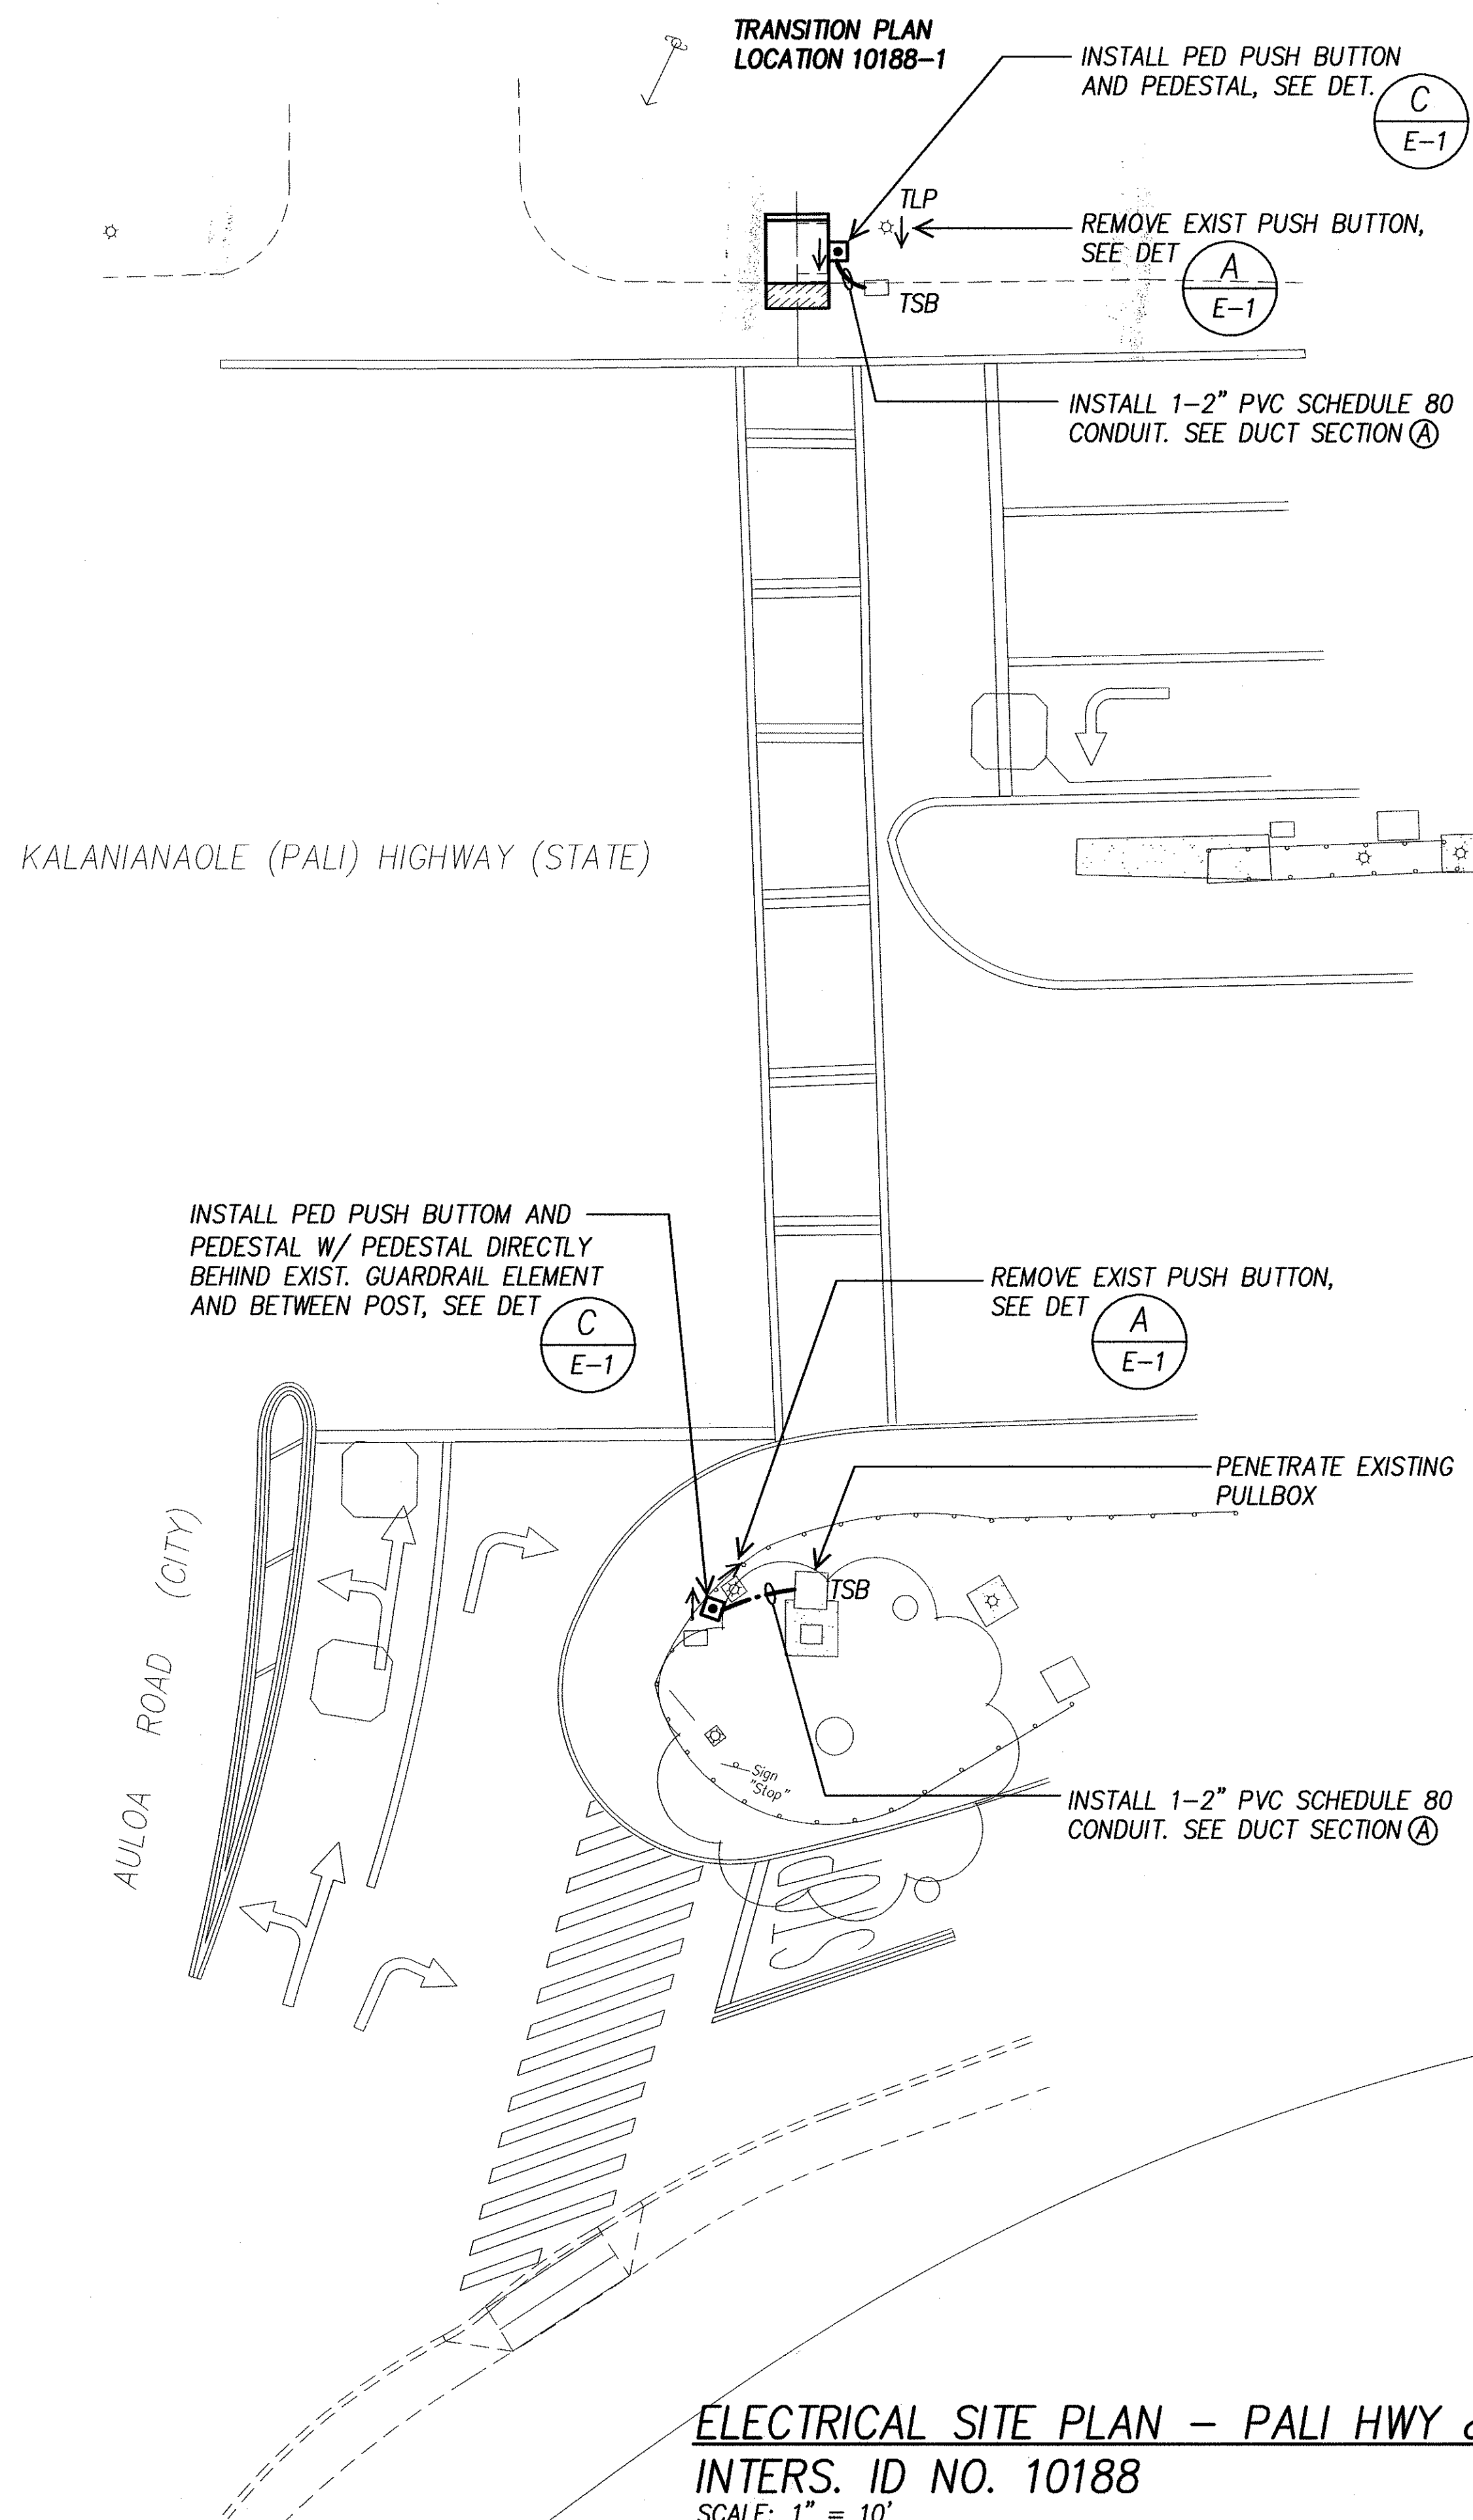 TRANSITION PLAN
LOCATION 10188-1
INSTALL PED PUSH BUTTON
AND PEDESTAL, SEE DET.
C
E-1
TLP
REMOVE EXIST PUSH BUTTON,
SEE DET
A
E-1
TSB
INSTALL 1-2" PVC SCHEDULE 80
CONDUIT. SEE DUCT SECTION A
KALANIANAOLE (PALI) HIGHWAY (STATE)
INSTALL PED PUSH BUTTOM AND
PEDESTAL W/ PEDESTAL DIRECTLY
BEHIND EXIST. GUARDRAIL ELEMENT
AND BETWEEN POST, SEE DET
C
E-1
REMOVE EXIST PUSH BUTTON,
SEE DET
A
E-1
PENETRATE EXISTING
PULLBOX
TSB
AULOA ROAD (CITY)
Sign
"Stop"
INSTALL 1-2" PVC SCHEDULE 80
CONDUIT. SEE DUCT SECTION A
STOP
ELECTRICAL SITE PLAN - PALI HWY
INTERS. ID NO. 10188
SCALE: 1" = 10'